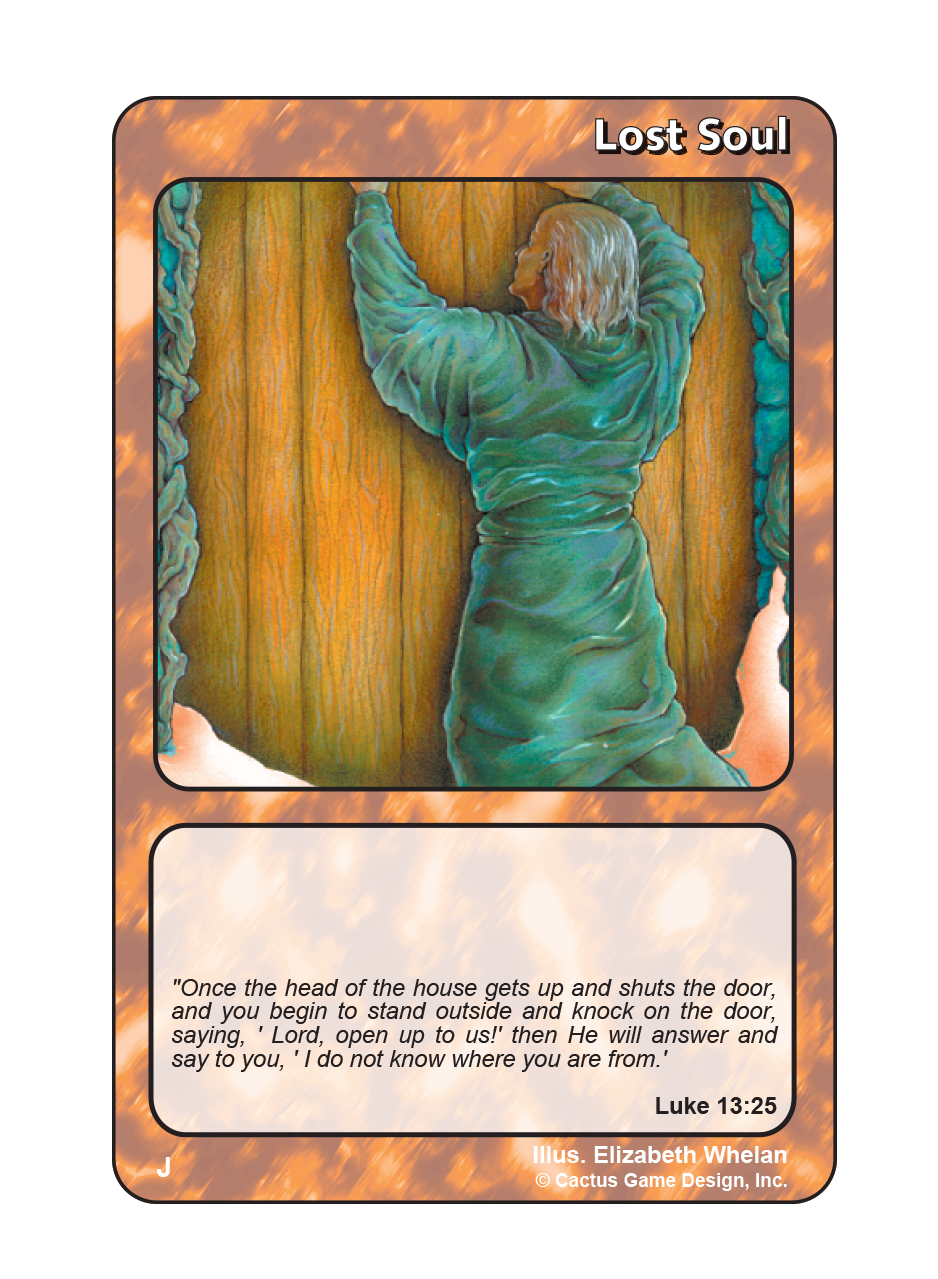 Lost Soul
"Once the head of the house gets up and shuts the door,
and you begin to stand outside and knock on the door,
saying, ' Lord, open up to us!' then He will answer and
say to you, ' I do not know where you are from.'
Luke 13:25
J
Illus. Elizabeth Whelan
© Cactus Game Design, Inc.